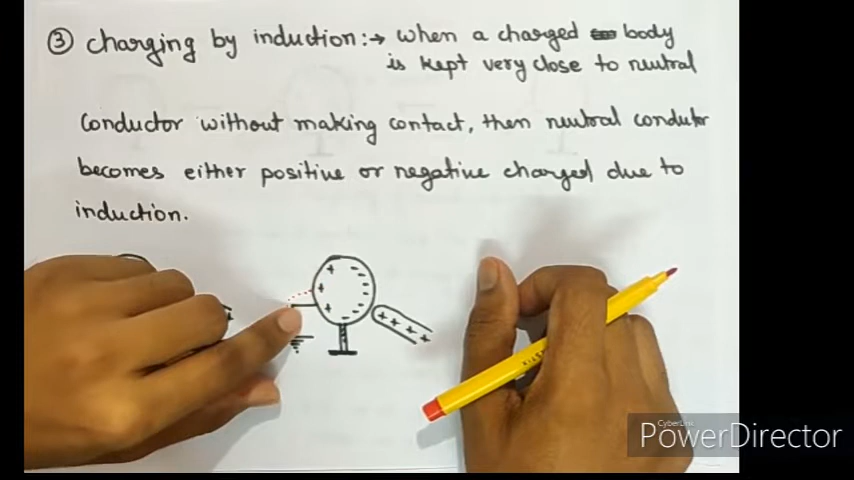 ③ charging by induction:→ when a charged body
is kept very close to neutral
conductor without making contact, then neutral conductor
becomes either positive or negative charged due to
induction.
+
+
+
+ + + +
CyberLink
PowerDirector